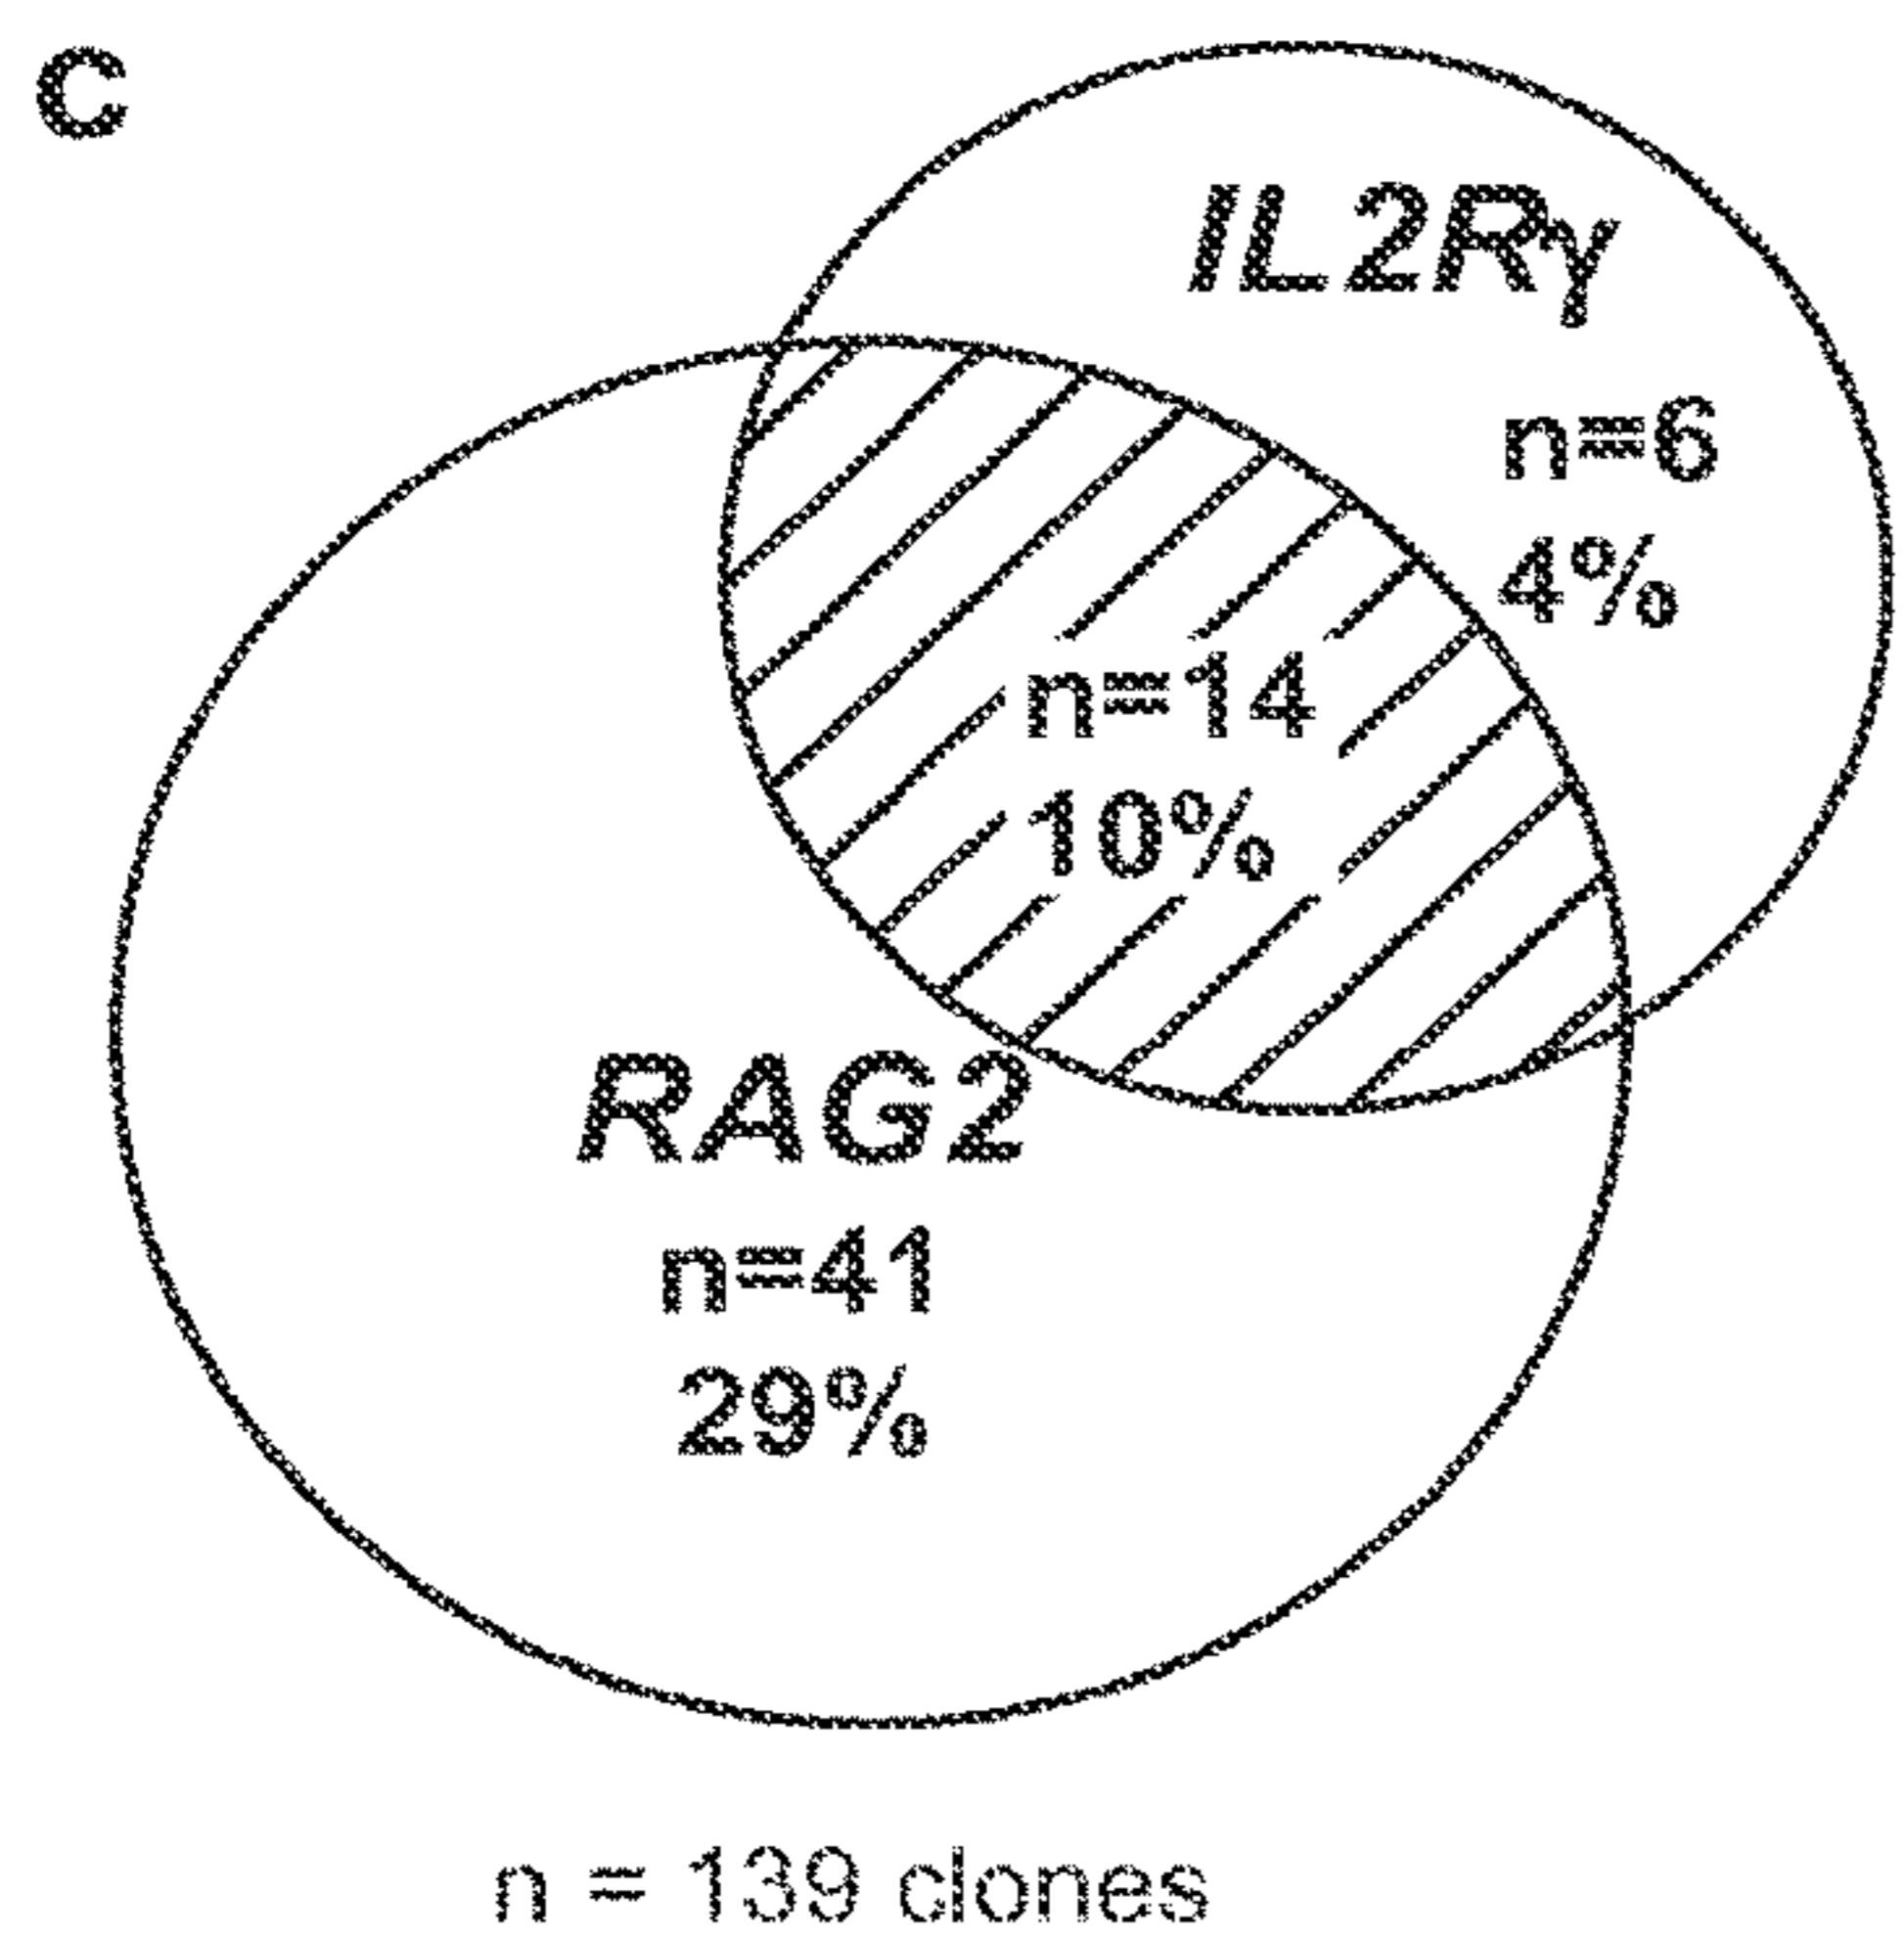 C
IL2Rγ
n=6
4%
n=14
10%
RAG2
n=41
29%
n = 139 clones